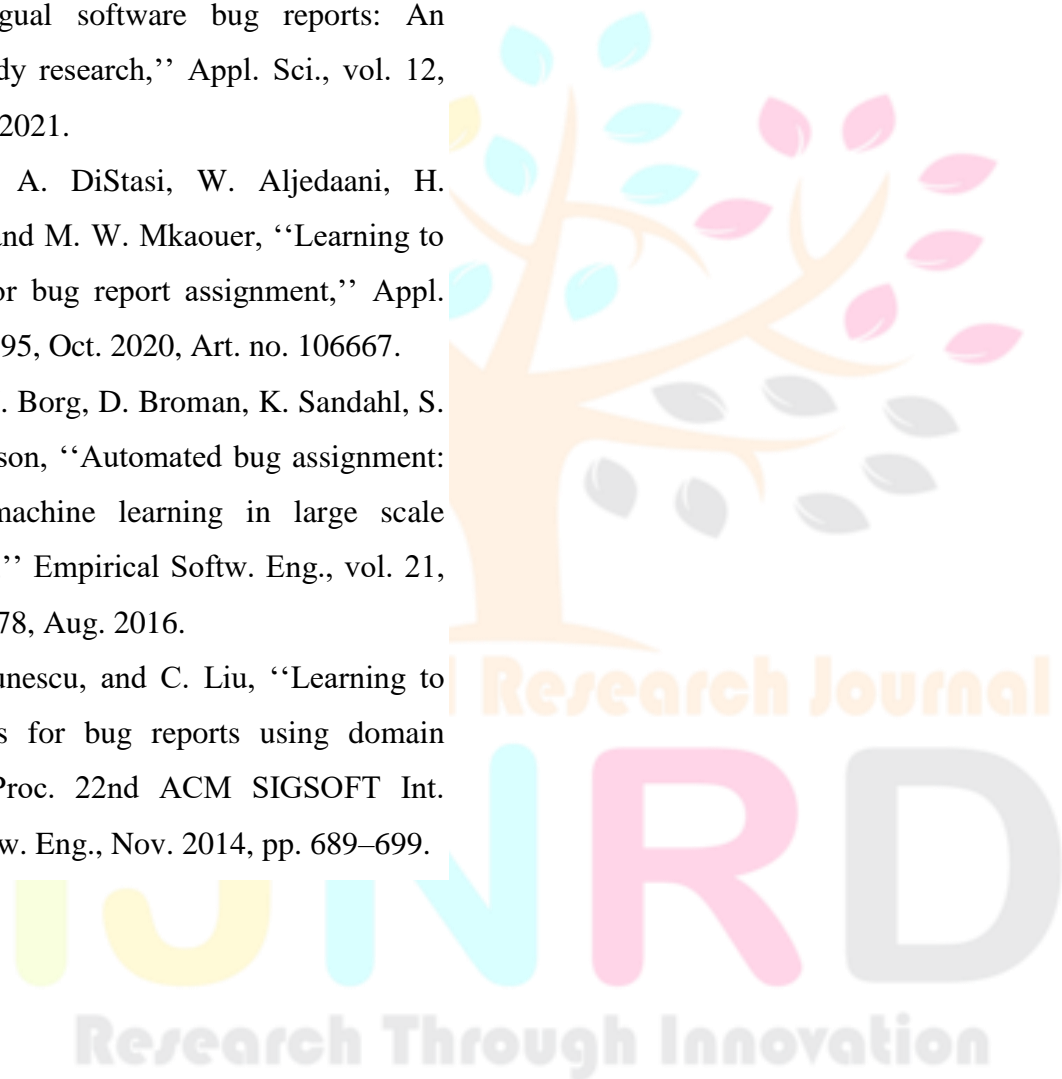 gual software bug reports: An
dy research,’’ Appl. Sci., vol. 12,
2021.
A. DiStasi, W. Aljedaani, H.
and M. W. Mkaouer, ‘‘Learning to
or bug report assignment,’’ Appl.
95, Oct. 2020, Art. no. 106667.
. Borg, D. Broman, K. Sandahl, S.
son, ‘‘Automated bug assignment:
machine learning in large scale
,’’ Empirical Softw. Eng., vol. 21,
78, Aug. 2016.
unescu, and C. Liu, ‘‘Learning to
s for bug reports using domain
Proc. 22nd ACM SIGSOFT Int.
w. Eng., Nov. 2014, pp. 689–699.
Research Journal
IJNRD
Research Through Innovation